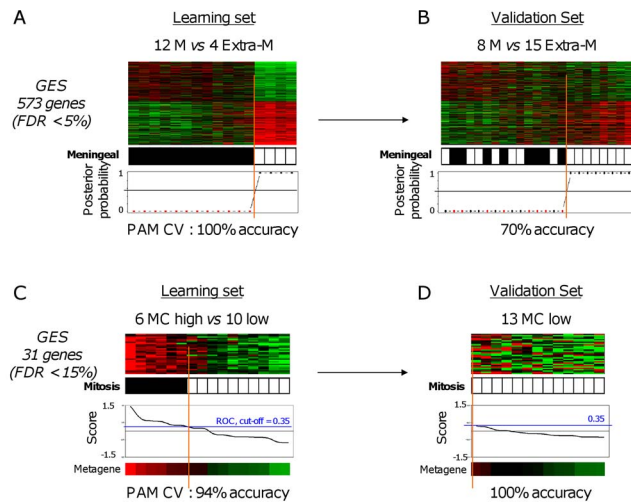 A
Learning set
12 M vs 4 Extra-M
GES
573 genes
(FDR <5%)
Meningeal
Posterior
probability
1
0
PAM CV : 100% accuracy
B
Validation Set
8 M vs 15 Extra-M
Meningeal
Posterior
probability
1
0
70% accuracy
C
Learning set
6 MC high vs 10 low
GES
31 genes
(FDR <15%)
Mitosis
Score
1.5
-1.5
ROC, cut-off = 0.35
Metagene
PAM CV : 94% accuracy
D
Validation Set
13 MC low
Mitosis
Score
1.5
-1.5
0.35
Metagene
100% accuracy